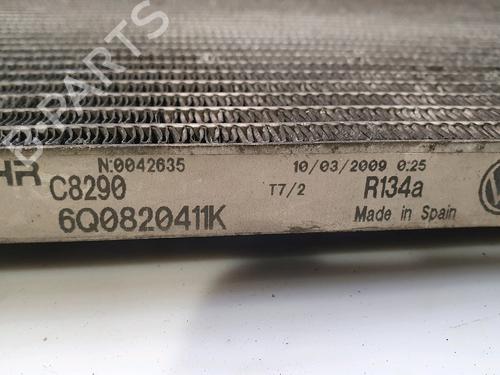 B-PARTS
HR N:0042635 10/03/2009 0:25
C8290 T7/2 R134a
6Q0820411K Made in Spain